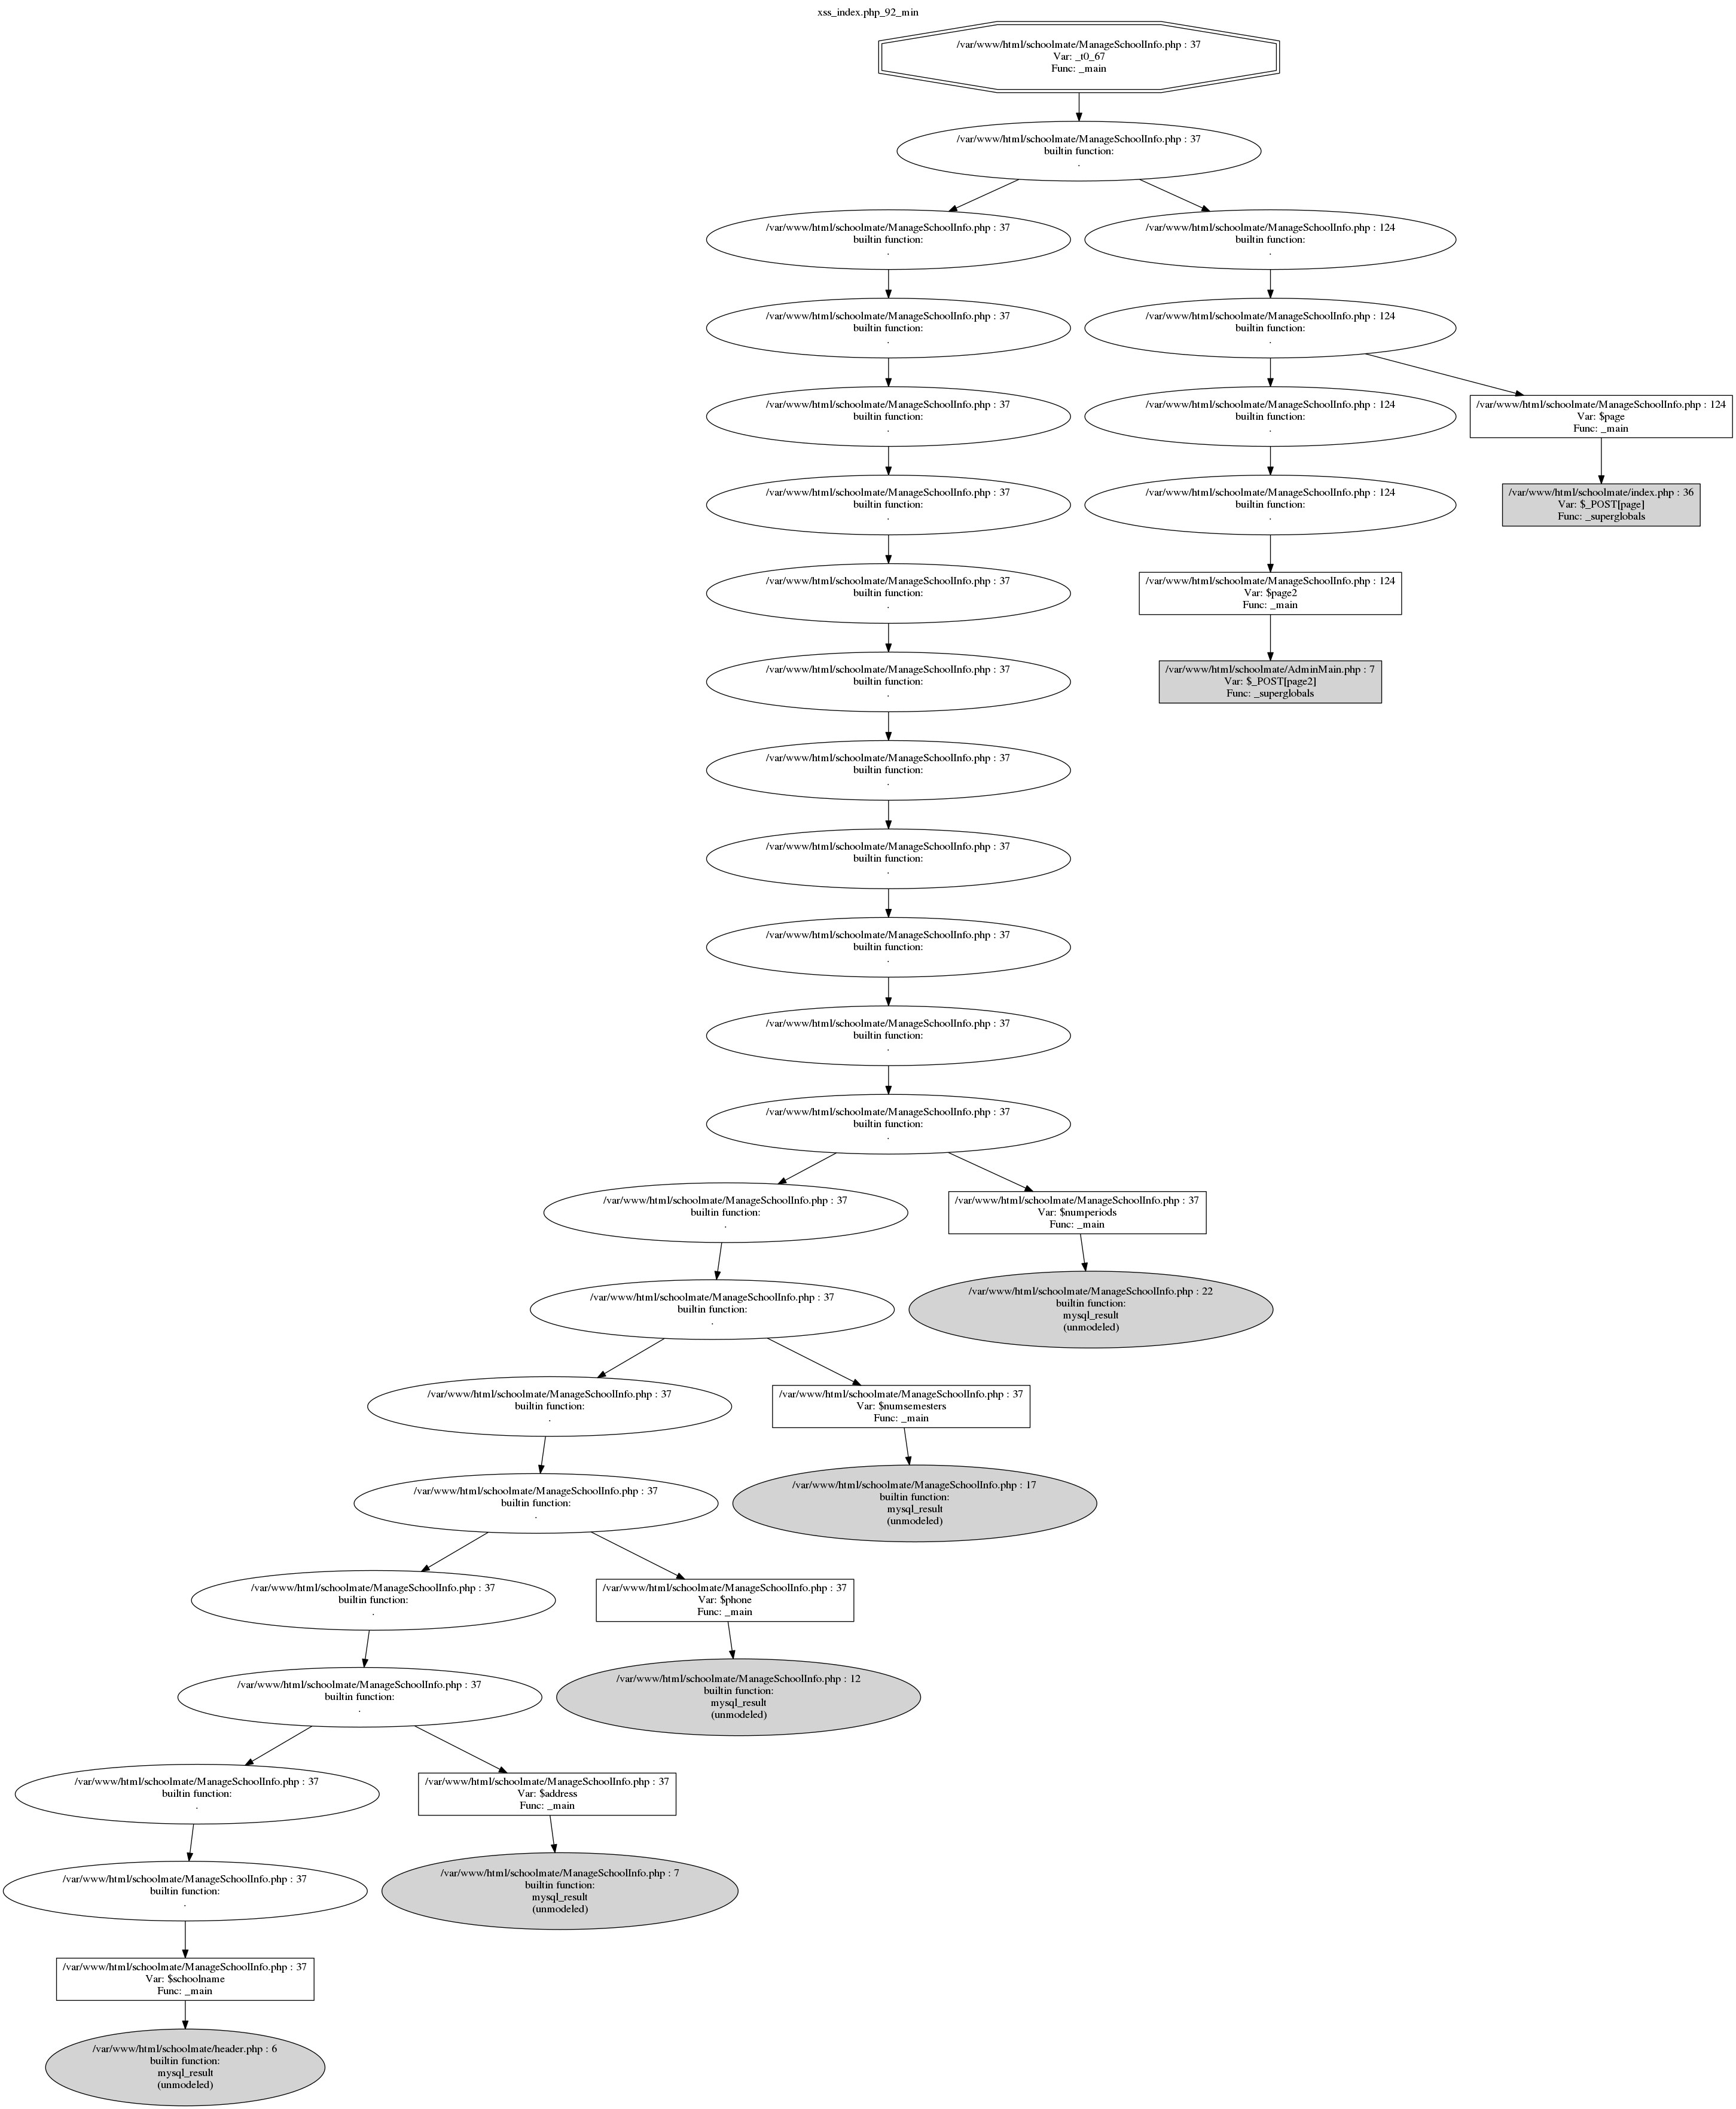 xss_index.php_92_min
/var/www/html/schoolmate/ManageSchoolInfo.php : 37
Var: _t0_67
Func: _main
/var/www/html/schoolmate/ManageSchoolInfo.php : 37
builtin function:
.
/var/www/html/schoolmate/ManageSchoolInfo.php : 37
builtin function:
.
/var/www/html/schoolmate/ManageSchoolInfo.php : 124
builtin function:
.
/var/www/html/schoolmate/ManageSchoolInfo.php : 37
builtin function:
.
/var/www/html/schoolmate/ManageSchoolInfo.php : 124
builtin function:
.
/var/www/html/schoolmate/ManageSchoolInfo.php : 37
builtin function:
.
/var/www/html/schoolmate/ManageSchoolInfo.php : 124
builtin function:
.
/var/www/html/schoolmate/ManageSchoolInfo.php : 124
Var: $page
Func: _main
/var/www/html/schoolmate/ManageSchoolInfo.php : 37
builtin function:
.
/var/www/html/schoolmate/ManageSchoolInfo.php : 124
builtin function:
.
/var/www/html/schoolmate/index.php : 36
Var: $_POST[page]
Func: _superglobals
/var/www/html/schoolmate/ManageSchoolInfo.php : 37
builtin function:
.
/var/www/html/schoolmate/ManageSchoolInfo.php : 124
Var: $page2
Func: _main
/var/www/html/schoolmate/ManageSchoolInfo.php : 37
builtin function:
.
/var/www/html/schoolmate/AdminMain.php : 7
Var: $_POST[page2]
Func: _superglobals
/var/www/html/schoolmate/ManageSchoolInfo.php : 37
builtin function:
.
/var/www/html/schoolmate/ManageSchoolInfo.php : 37
builtin function:
.
/var/www/html/schoolmate/ManageSchoolInfo.php : 37
builtin function:
.
/var/www/html/schoolmate/ManageSchoolInfo.php : 37
builtin function:
.
/var/www/html/schoolmate/ManageSchoolInfo.php : 37
builtin function:
.
/var/www/html/schoolmate/ManageSchoolInfo.php : 37
builtin function:
.
/var/www/html/schoolmate/ManageSchoolInfo.php : 37
Var: $numperiods
Func: _main
/var/www/html/schoolmate/ManageSchoolInfo.php : 37
builtin function:
.
/var/www/html/schoolmate/ManageSchoolInfo.php : 22
builtin function:
mysql_result
(unmodeled)
/var/www/html/schoolmate/ManageSchoolInfo.php : 37
builtin function:
.
/var/www/html/schoolmate/ManageSchoolInfo.php : 37
Var: $numsemesters
Func: _main
/var/www/html/schoolmate/ManageSchoolInfo.php : 37
builtin function:
.
/var/www/html/schoolmate/ManageSchoolInfo.php : 17
builtin function:
mysql_result
(unmodeled)
/var/www/html/schoolmate/ManageSchoolInfo.php : 37
builtin function:
.
/var/www/html/schoolmate/ManageSchoolInfo.php : 37
Var: $phone
Func: _main
/var/www/html/schoolmate/ManageSchoolInfo.php : 37
builtin function:
.
/var/www/html/schoolmate/ManageSchoolInfo.php : 12
builtin function:
mysql_result
(unmodeled)
/var/www/html/schoolmate/ManageSchoolInfo.php : 37
builtin function:
.
/var/www/html/schoolmate/ManageSchoolInfo.php : 37
Var: $address
Func: _main
/var/www/html/schoolmate/ManageSchoolInfo.php : 37
builtin function:
.
/var/www/html/schoolmate/ManageSchoolInfo.php : 7
builtin function:
mysql_result
(unmodeled)
/var/www/html/schoolmate/ManageSchoolInfo.php : 37
Var: $schoolname
Func: _main
/var/www/html/schoolmate/header.php : 6
builtin function:
mysql_result
(unmodeled)